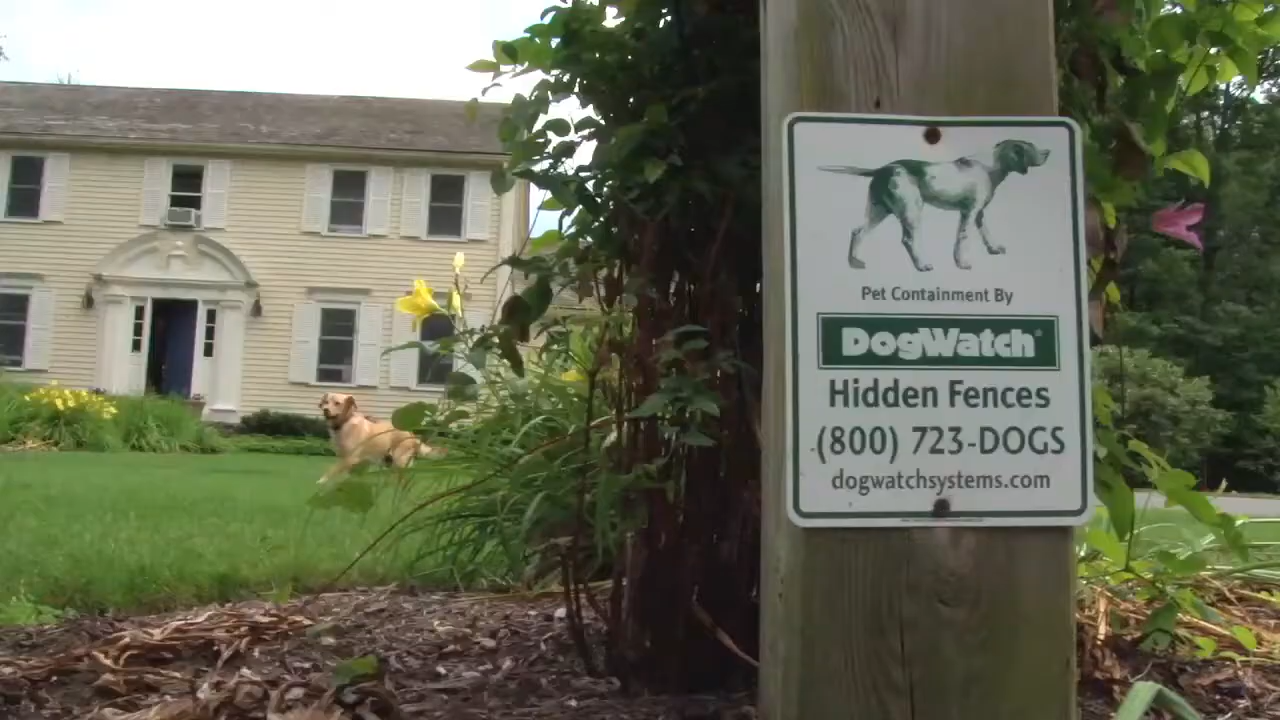 Pet Containment By
DogWatch®
Hidden Fences
(800) 723-DOGS
dogwatchsystems.com